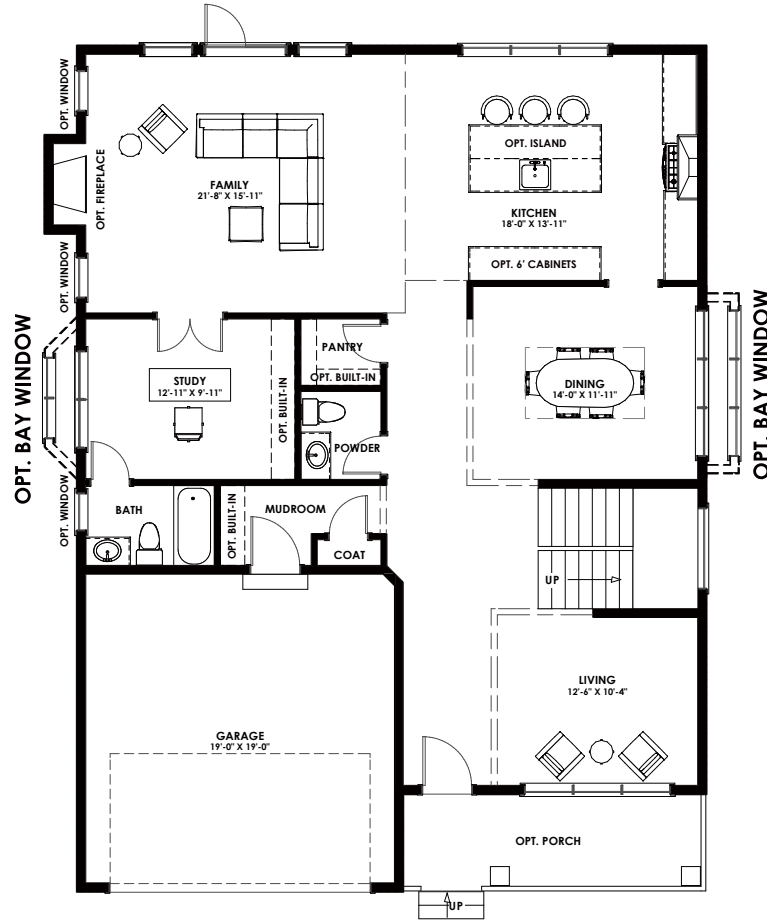 OPT. WINDOW
OPT. FIREPLACE
OPT. WINDOW
FAMILY
21'-8" X 15'-11"
OPT. ISLAND
KITCHEN
18'-0" X 13'-11"
OPT. 6' CABINETS
OPT. BAY WINDOW
STUDY
12'-11" X 9'-11"
OPT. BUILT-IN
PANTRY
OPT. BUILT-IN
POWDER
DINING
14'-0" X 11'-11"
OPT. BAY WINDOW
OPT. WINDOW
BATH
OPT. BUILT-IN
MUDROOM
COAT
UP
LIVING
12'-6" X 10'-4"
GARAGE
19'-0" X 19'-0"
OPT. PORCH
UP